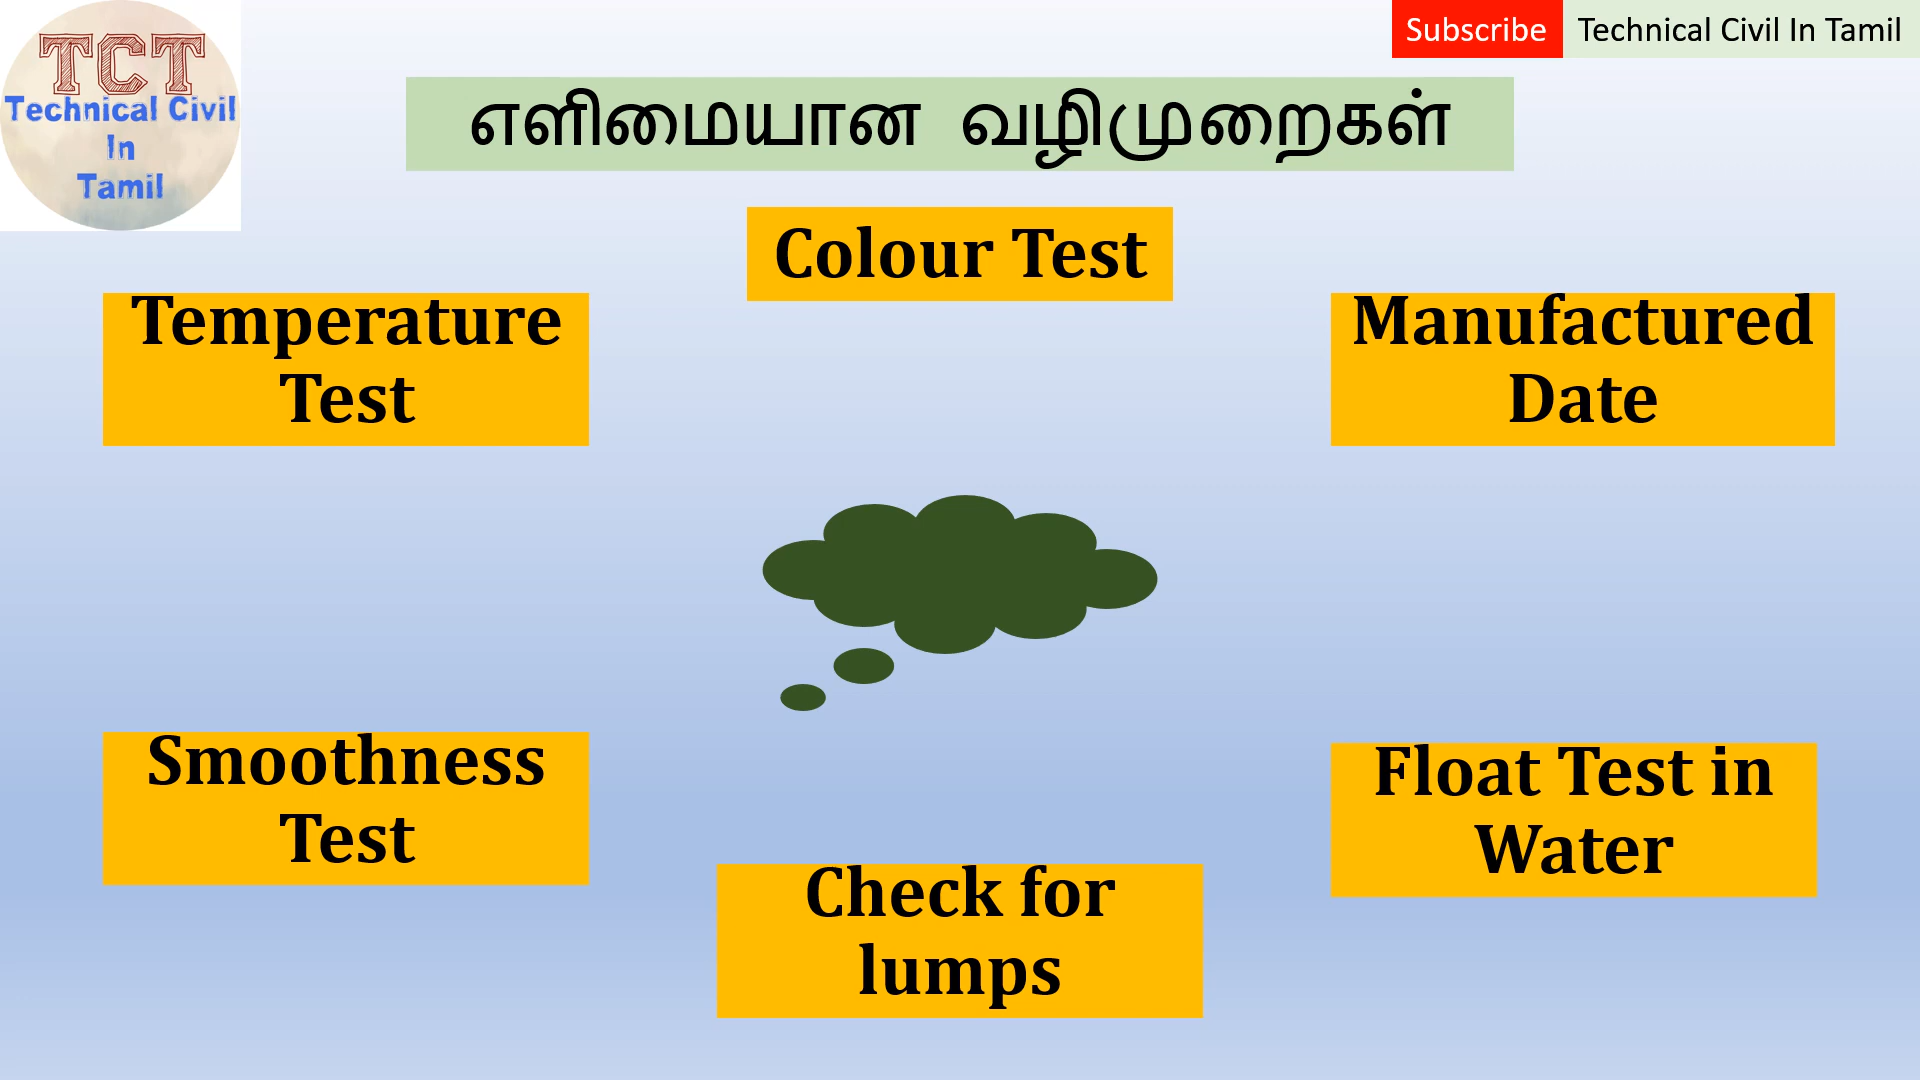 TCT
Technical Civil
In
Tamil
Subscribe Technical Civil In Tamil
எளிமையான வழிமுறைகள்
Colour Test
Temperature
Test
Manufactured
Date
Smoothness
Test
Float Test in
Water
Check for
lumps